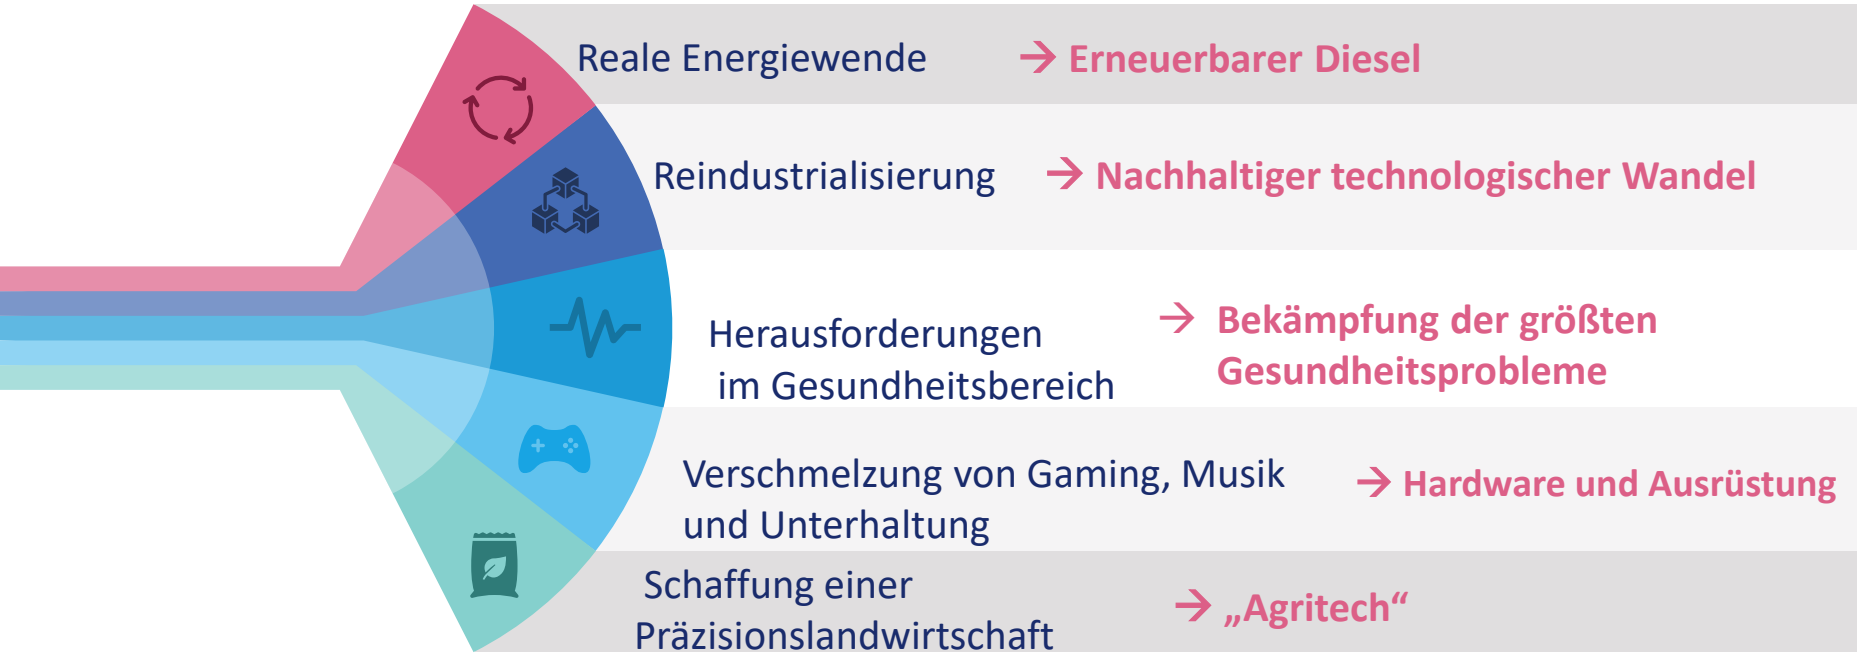 Reale Energiewende → Erneuerbarer Diesel
Reindustrialisierung → Nachhaltiger technologischer Wandel
Herausforderungen
im Gesundheitsbereich
→ Bekämpfung der größten
Gesundheitsprobleme
Verschmelzung von Gaming, Musik
und Unterhaltung
→ Hardware und Ausrüstung
Schaffung einer
Präzisionslandwirtschaft
→ „Agritech“